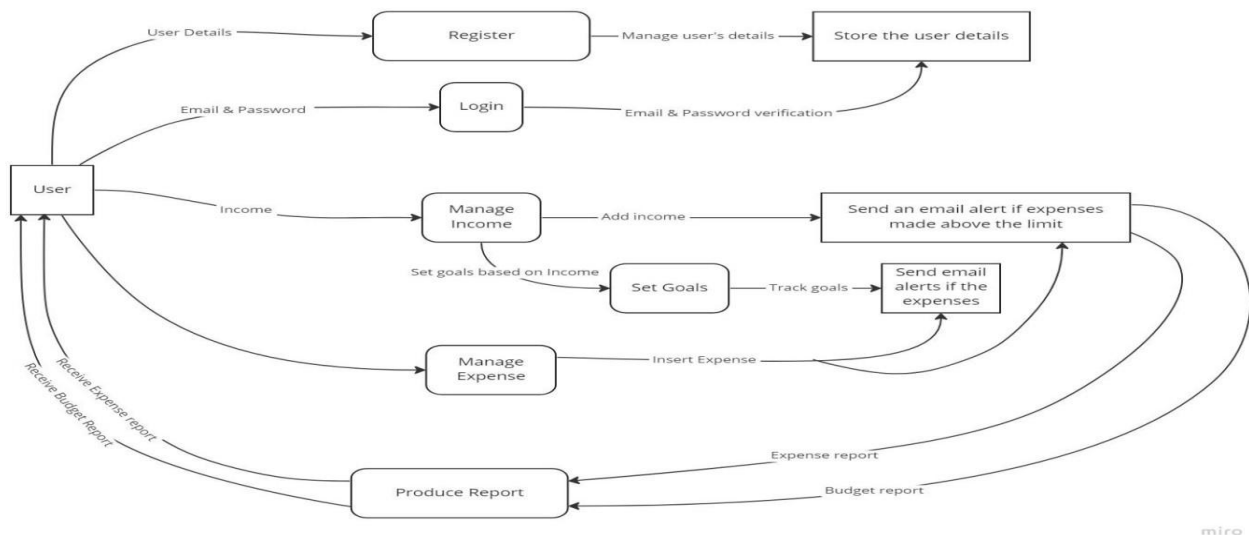 User Details
Register
Manage user's details
Store the user details
Email & Password
Login
Email & Password verification
User
Income
Manage
Income
Add income
Send an email alert if expenses
made above the limit
Set goals based on Income
Set Goals
Track goals
Send email
alerts if the
expenses
Manage
Expense
Insert Expense
Receive Expense report
Receive Budget Report
Expense report
Produce Report
Budget report
miro